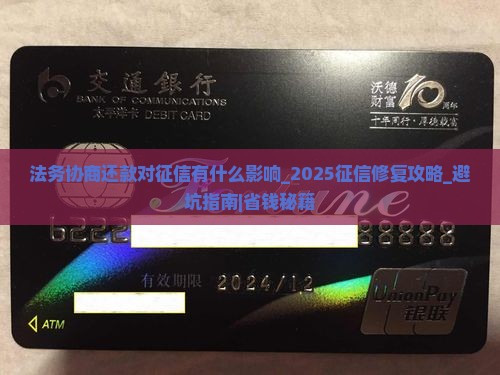 交通銀行
BANK OF COMMUNICATIONS
太平洋卡 DEBIT CARD
沃德
财富
10
周年
十年同行·厚德载富
法务协商还款对征信有什么影响_2025征信修复攻略_避
坑指南|省钱秘籍
6222
88888
有效期限 2024/12
ATM
UnionPay
银联